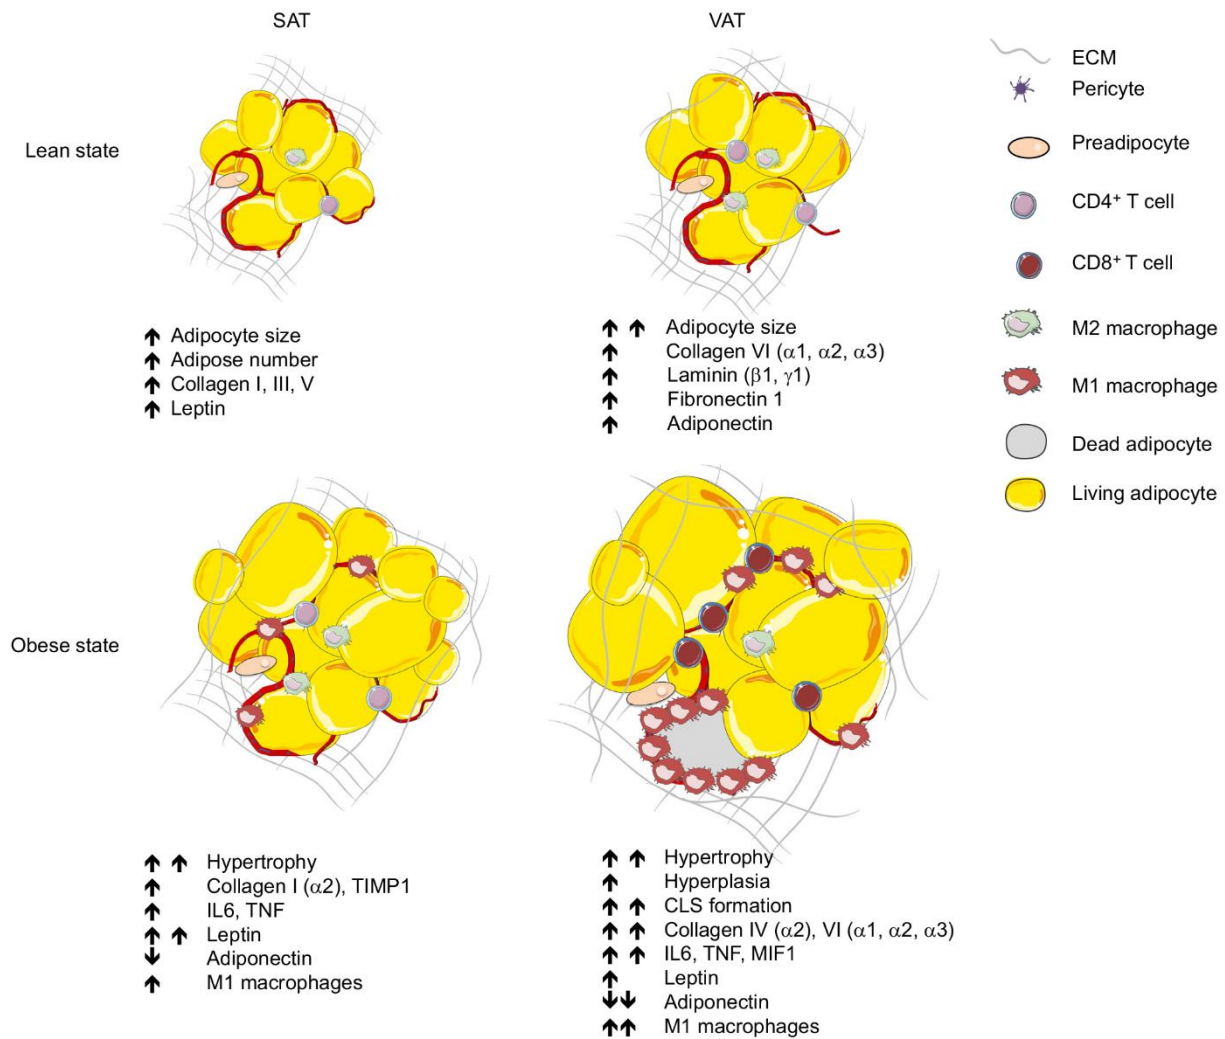 SAT
VAT
Lean state
ECM
Pericyte
Preadipocyte
CD4⁺ T cell
CD8⁺ T cell
M2 macrophage
M1 macrophage
Dead adipocyte
Living adipocyte
↑ Adipocyte size
↑ Adipose number
↑ Collagen I, III, V
↑ Leptin
↑ ↑ Adipocyte size
↑ Collagen VI (α1, α2, α3)
↑ Laminin (β1, γ1)
↑ Fibronectin 1
↑ Adiponectin
Obese state
↑ ↑ Hypertrophy
↑ Collagen I (α2), TIMP1
↑ IL6, TNF
↑ ↑ Leptin
↓ Adiponectin
↑ M1 macrophages
↑ ↑ Hypertrophy
↑ Hyperplasia
↑ ↑ CLS formation
↑ ↑ Collagen IV (α2), VI (α1, α2, α3)
↑ ↑ IL6, TNF, MIF1
↑ Leptin
↓↓ Adiponectin
↑↑ M1 macrophages